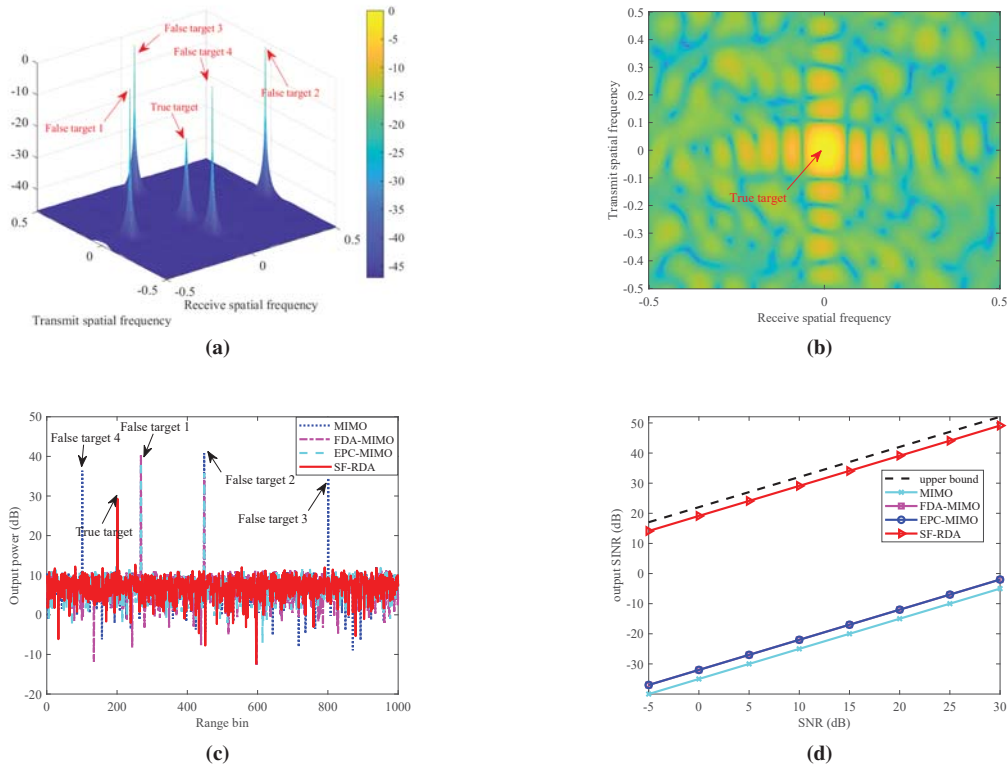 False target 3
False target 4
False target 2
True target
False target 1
0
-10
-20
-30
-40
0.5
0
-0.5
-0.5
0
0.5
Transmit spatial frequency
Receive spatial frequency
0
-5
-10
-15
-20
-25
-30
-35
-40
-45
(a)
0.5
0.4
0.3
0.2
0.1
0
-0.1
-0.2
-0.3
-0.4
0.5
-0.5
0
0.5
Transmit spatial frequency
Receive spatial frequency
True target
(b)
50
40
30
20
10
0
-10
-20
0
200
400
600
800
1000
Output power (dB)
Range bin
False target 4
False target 1
False target 2
False target 3
True target
MIMO
FDA-MIMO
EPC-MIMO
SF-RDA
(c)
50
40
30
20
10
0
-10
-20
-30
-5
0
5
10
15
20
25
30
output SINR (dB)
SNR (dB)
upper bound
MIMO
FDA-MIMO
EPC-MIMO
SF-RDA
(d)